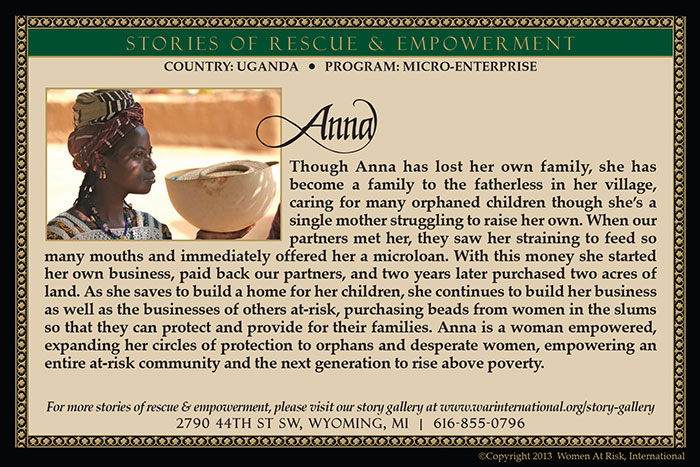 STORIES OF RESCUE & EMPOWERMENT
COUNTRY: UGANDA • PROGRAM: MICRO-ENTERPRISE
Anna
Though Anna has lost her own family, she has
become a family to the fatherless in her village,
caring for many orphaned children though she's a
single mother struggling to raise her own. When our
partners met her, they saw her straining to feed so
many mouths and immediately offered her a microloan. With this money she started
her own business, paid back our partners, and two years later purchased two acres of
land. As she saves to build a home for her children, she continues to build her business
as well as the businesses of others at-risk, purchasing beads from women in the slums
so that they can protect and provide for their families. Anna is a woman empowered,
expanding her circles of protection to orphans and desperate women, empowering an
entire at-risk community and the next generation to rise above poverty.
For more stories of rescue & empowerment, please visit our story gallery at www.warinternational.org/story-gallery
2790 44TH ST SW, WYOMING, MI | 616-855-0796
©Copyright 2013 Women At Risk, International